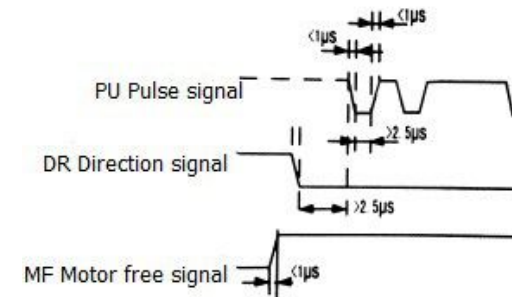 <1μs
<1μs
PU Pulse signal
>2 5μs
DR Direction signal
>2 5μs
MF Motor free signal
<1μs